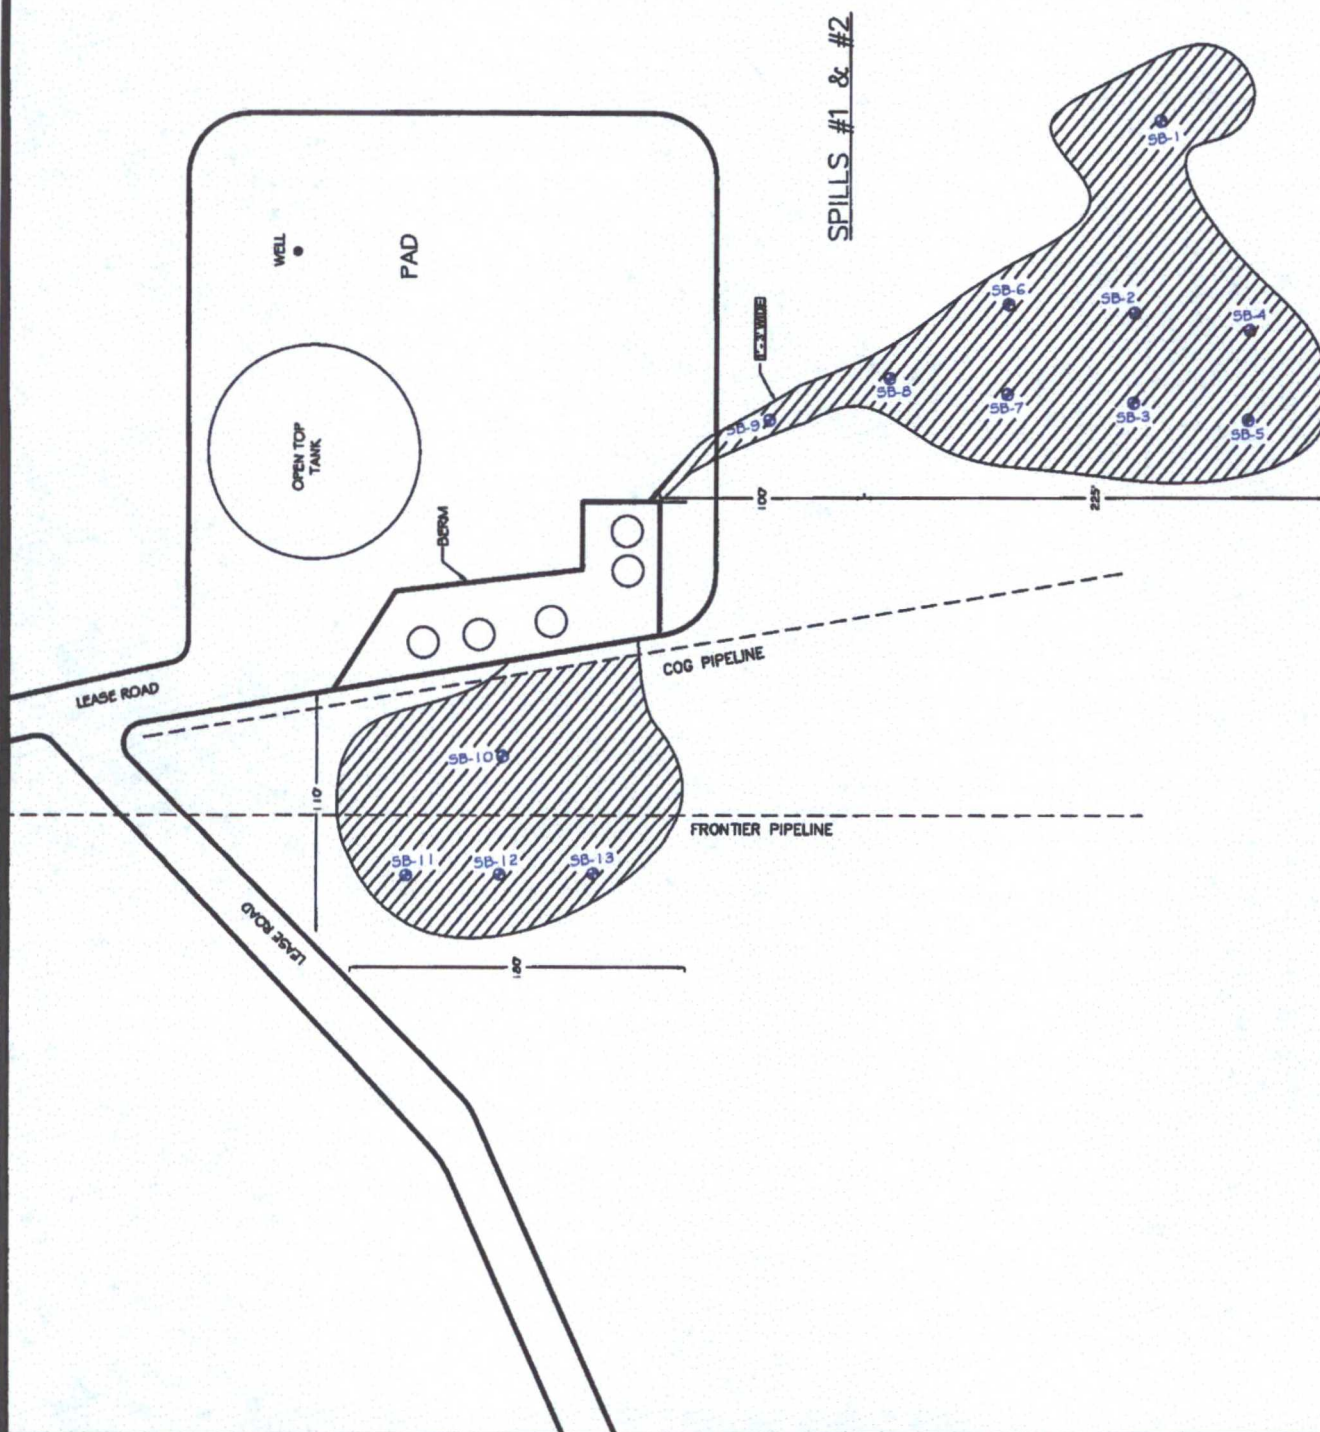 SPILLS #1 & #2
WELL
PAD
OPEN TOP
TANK
BERM
LEASE ROAD
COG PIPELINE
FRONTIER PIPELINE
LEASE ROAD
SB-1
SB-6
SB-2
SB-4
SB-8
SB-7
SB-3
SB-5
SB-9
100'
225'
110'
SB-10
SB-11
SB-12
SB-13